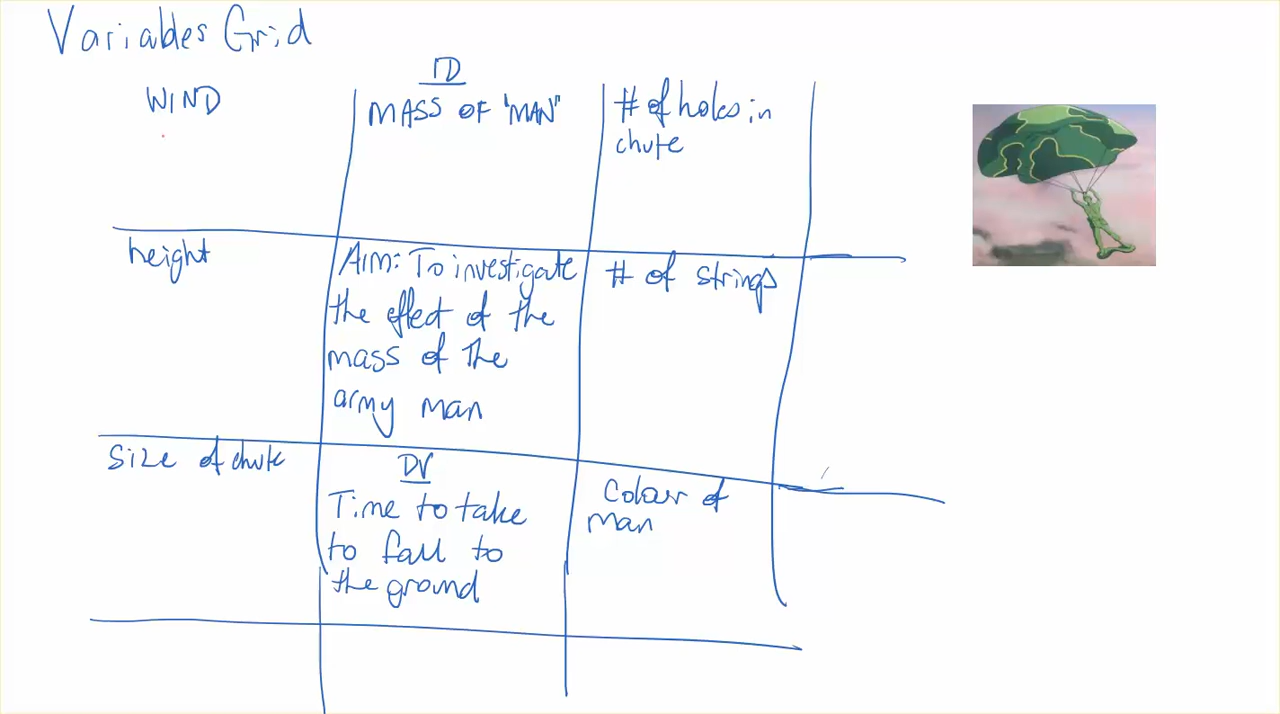 Variables Grid
WIND
ID
MASS OF "MAN"
# of holes in
chute
height
Aim: To investigate
the effect of the
mass of the
army man
# of strings
Size of chute
DV
Time to take
to fall to
the ground
Colour of
man